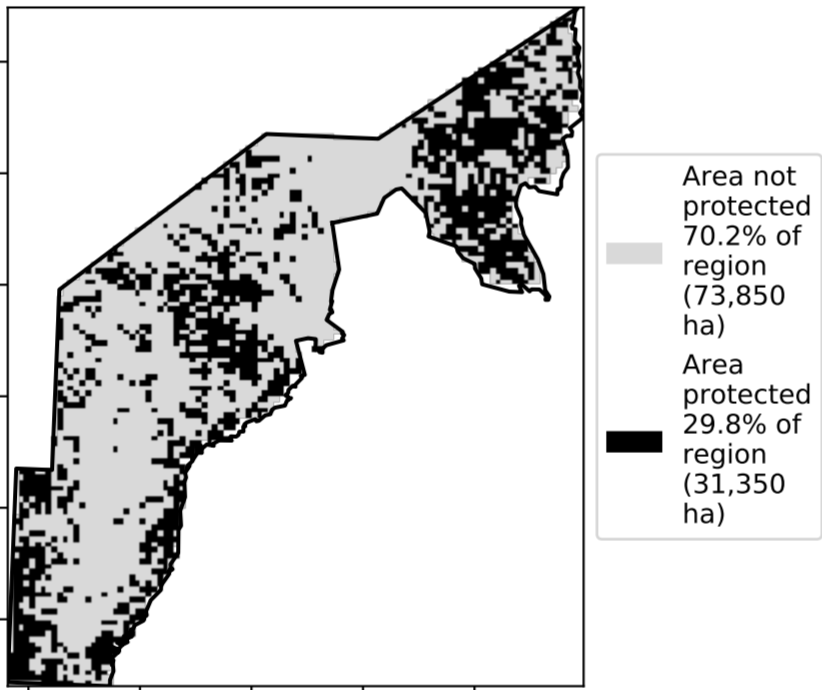 Area not
protected
70.2% of
region
(73,850
ha)
Area
protected
29.8% of
region
(31,350
ha)